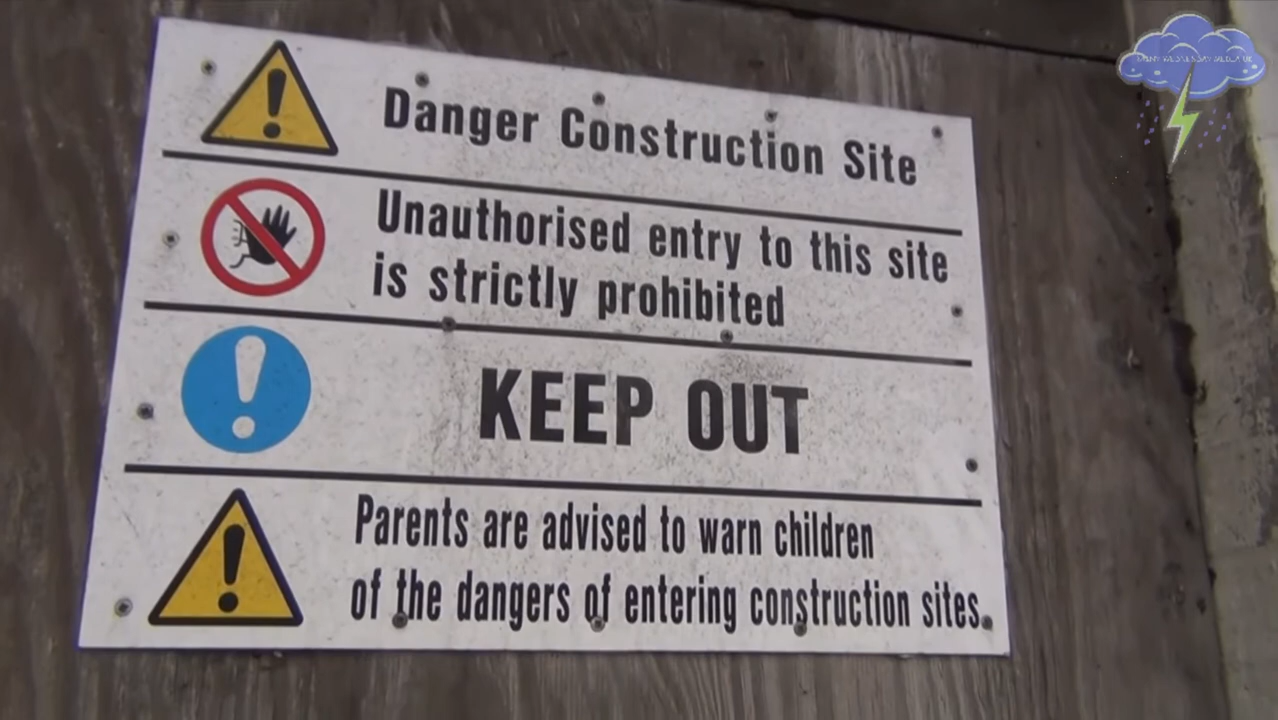 Danger Construction Site
Unauthorised entry to this site
is strictly prohibited
KEEP OUT
Parents are advised to warn children
of the dangers of entering construction sites.